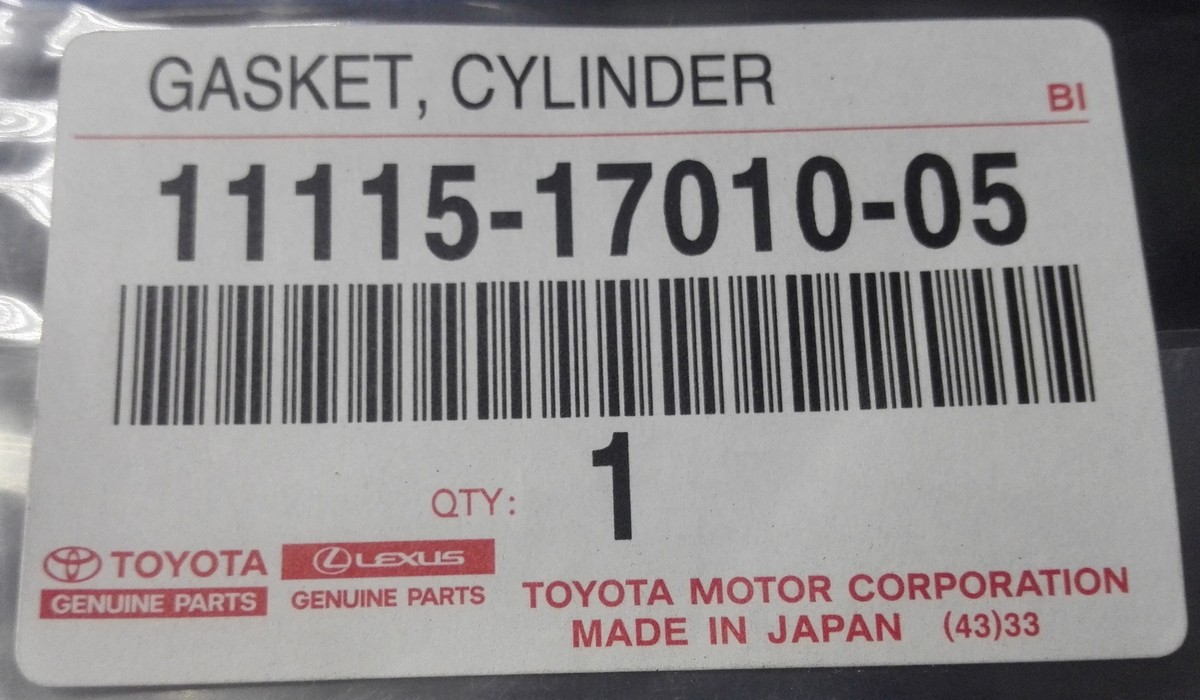 GASKET, CYLINDER
BI
11115-17010-05
QTY: 1
TOYOTA
GENUINE PARTS
LEXUS
GENUINE PARTS
TOYOTA MOTOR CORPORATION
MADE IN JAPAN (43)33